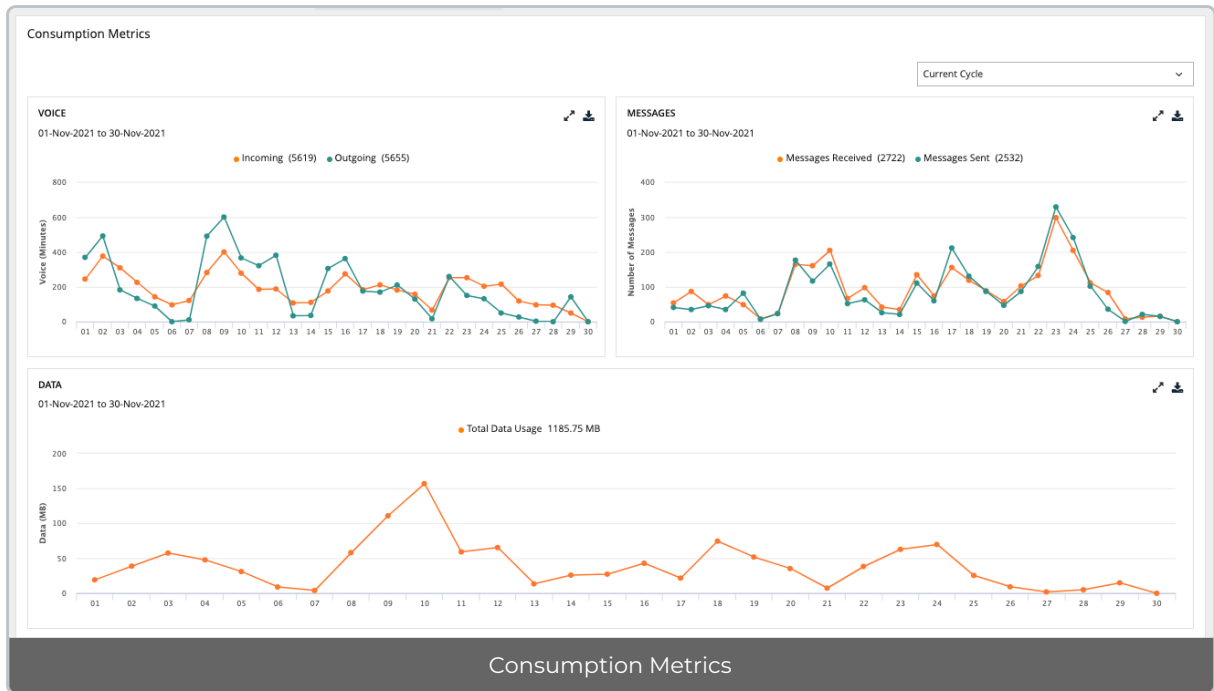 Consumption Metrics
Current Cycle
VOICE
01-Nov-2021 to 30-Nov-2021
Incoming (5619) Outgoing (5655)
800
600
400
200
0
Voice (Minutes)
01 02 03 04 05 06 07 08 09 10 11 12 13 14 15 16 17 18 19 20 21 22 23 24 25 26 27 28 29 30
MESSAGES
01-Nov-2021 to 30-Nov-2021
Messages Received (2722) Messages Sent (2532)
400
300
200
100
0
Number of Messages
01 02 03 04 05 06 07 08 09 10 11 12 13 14 15 16 17 18 19 20 21 22 23 24 25 26 27 28 29 30
DATA
01-Nov-2021 to 30-Nov-2021
Total Data Usage 1185.75 MB
200
150
100
50
0
Data (MB)
01 02 03 04 05 06 07 08 09 10 11 12 13 14 15 16 17 18 19 20 21 22 23 24 25 26 27 28 29 30
Consumption Metrics